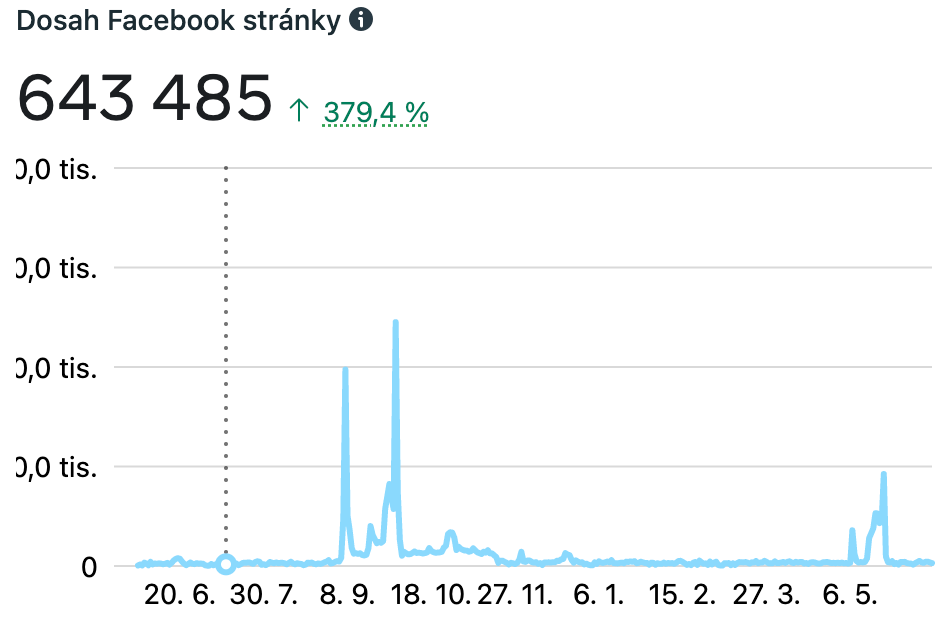 Dosah Facebook stránky
643 485 ↑ 379,4 %
0,0 tis.
0,0 tis.
0,0 tis.
0,0 tis.
0
20. 6. 30. 7. 8. 9. 18. 10. 27. 11. 6. 1. 15. 2. 27. 3. 6. 5.